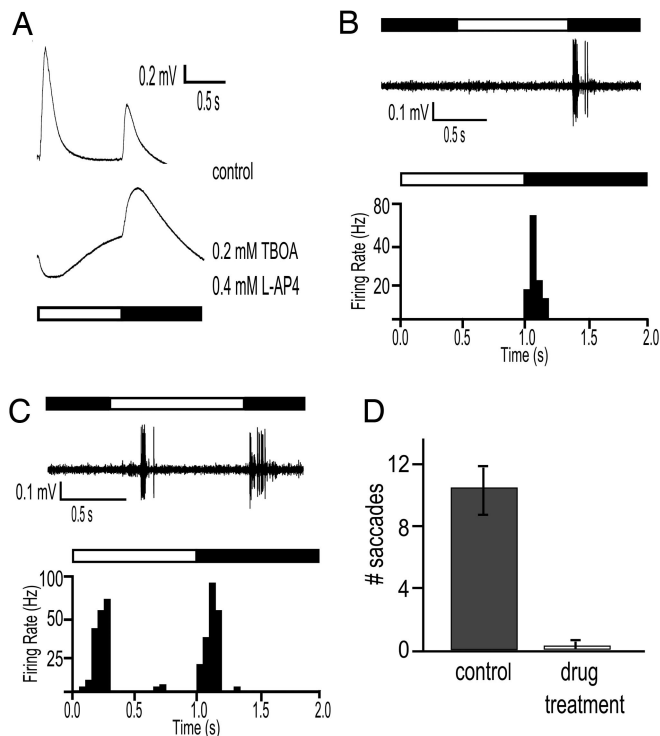 A
0.2 mV
0.5 s
control
0.2 mM TBOA
0.4 mM L-AP4
B
0.1 mV
0.5 s
Firing Rate (Hz)
80
40
20
0.0 0.5 1.0 1.5 2.0
Time (s)
C
0.1 mV
0.5 s
Firing Rate (Hz)
100
50
25
0.0 0.5 1.0 1.5 2.0
Time (s)
D
# saccades
12
8
4
0
control
drug
treatment